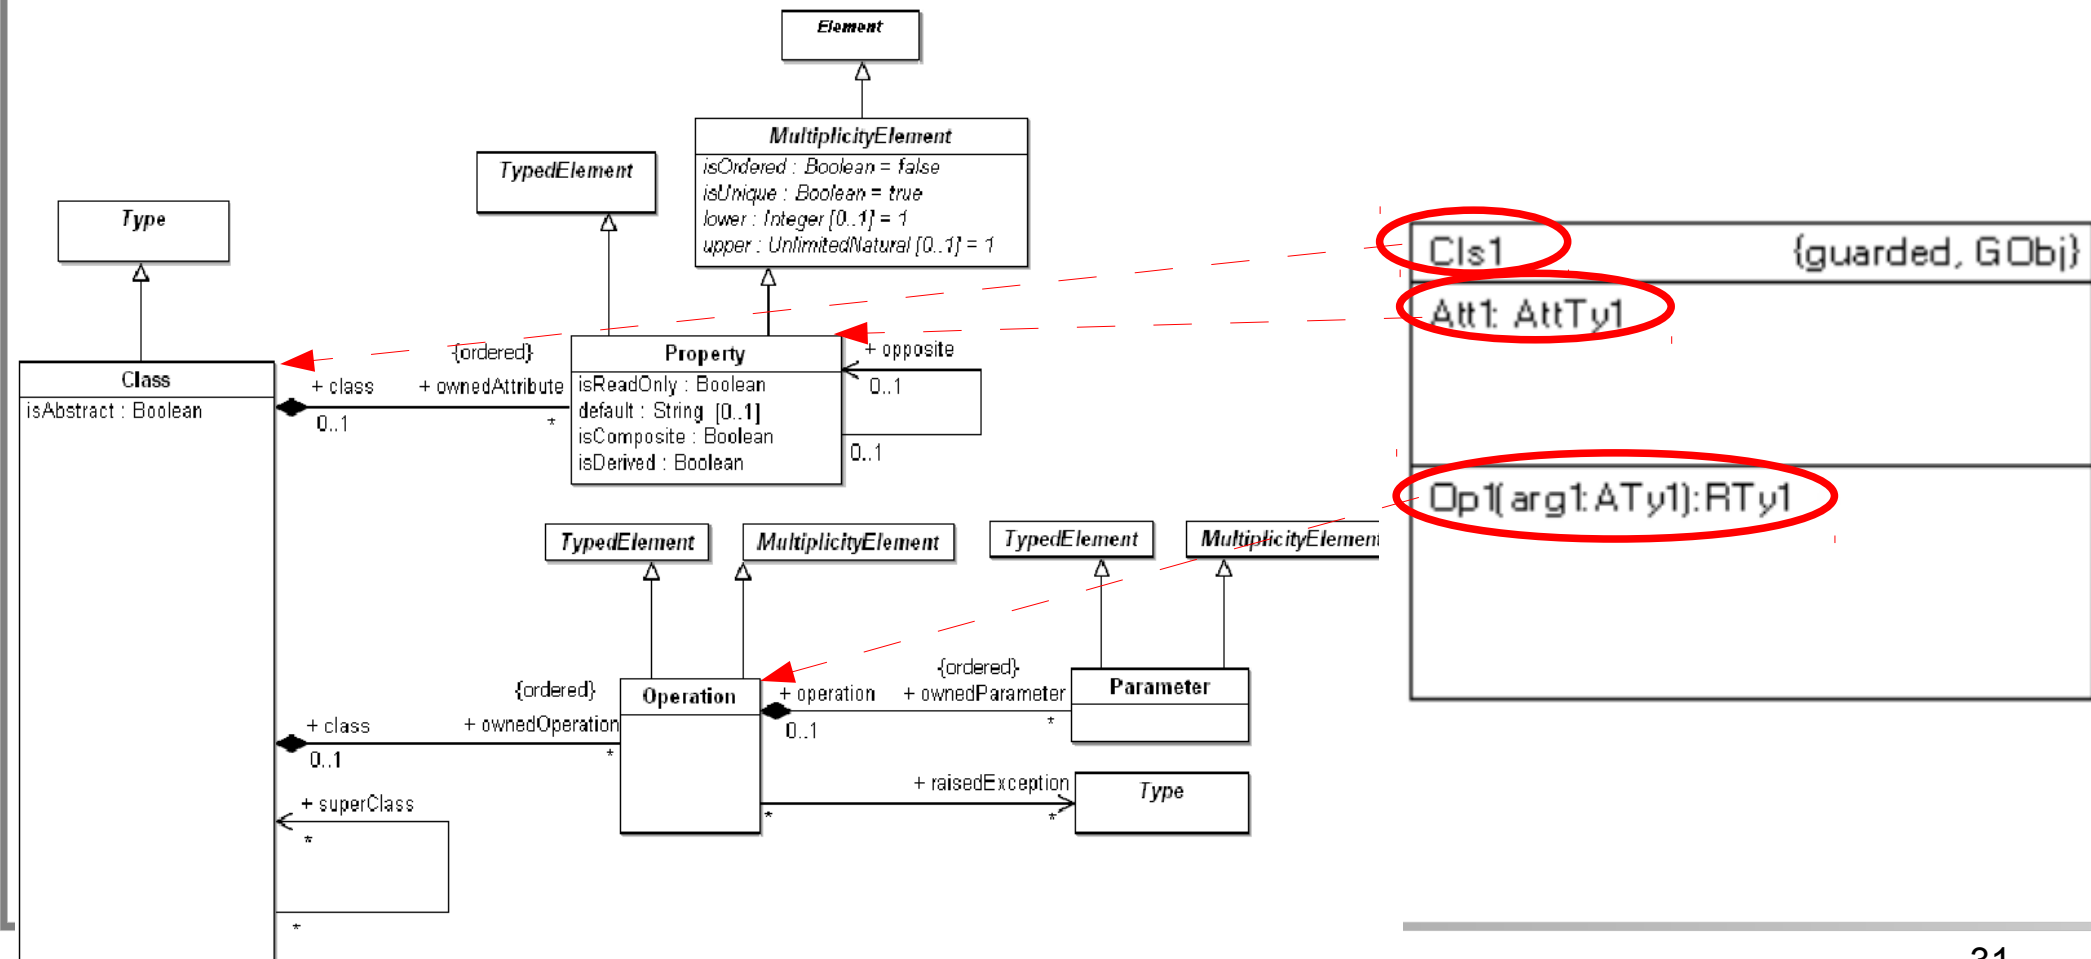 Element
MultiplicityElement
isOrdered : Boolean = false
isUnique : Boolean = true
lower : Integer [0..1] = 1
upper : UnlimitedNatural [0..1] = 1
TypedElement
Type
Cls1 {guarded, GObj}
Att1: AttTy1
Op1(arg1:ATy1):RTy1
Class
isAbstract : Boolean
+ class
0..1
{ordered}
+ ownedAttribute
*
Property
isReadOnly : Boolean
default : String [0..1]
isComposite : Boolean
isDerived : Boolean
+ opposite
0..1
0..1
TypedElement
MultiplicityElement
TypedElement
MultiplicityElement
+ class
0..1
{ordered}
+ ownedOperation
*
Operation
+ operation
0..1
{ordered}
+ ownedParameter
*
Parameter
+ raisedException
*
*
Type
+ superClass
*
*
31